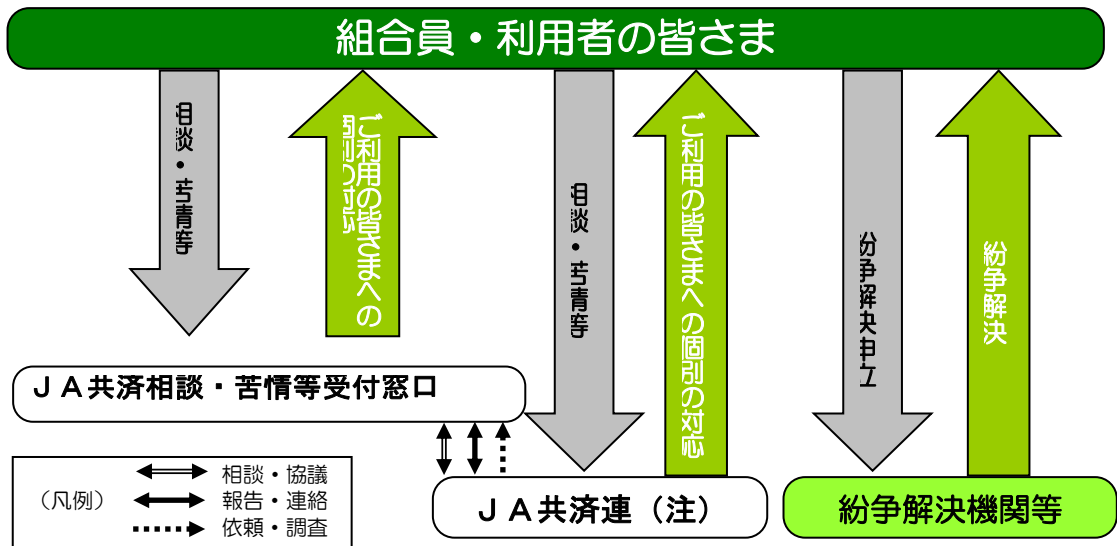 組合員・利用者の皆さま
相談・苦情等
ご利用の皆さまへの
個別の対応
相談・苦情等
ご利用の皆さまへの個別の対応
紛争解決申立
紛争解決
ＪＡ共済相談・苦情等受付窓口
（凡例）
相談・協議
報告・連絡
依頼・調査
ＪＡ共済連（注）
紛争解決機関等